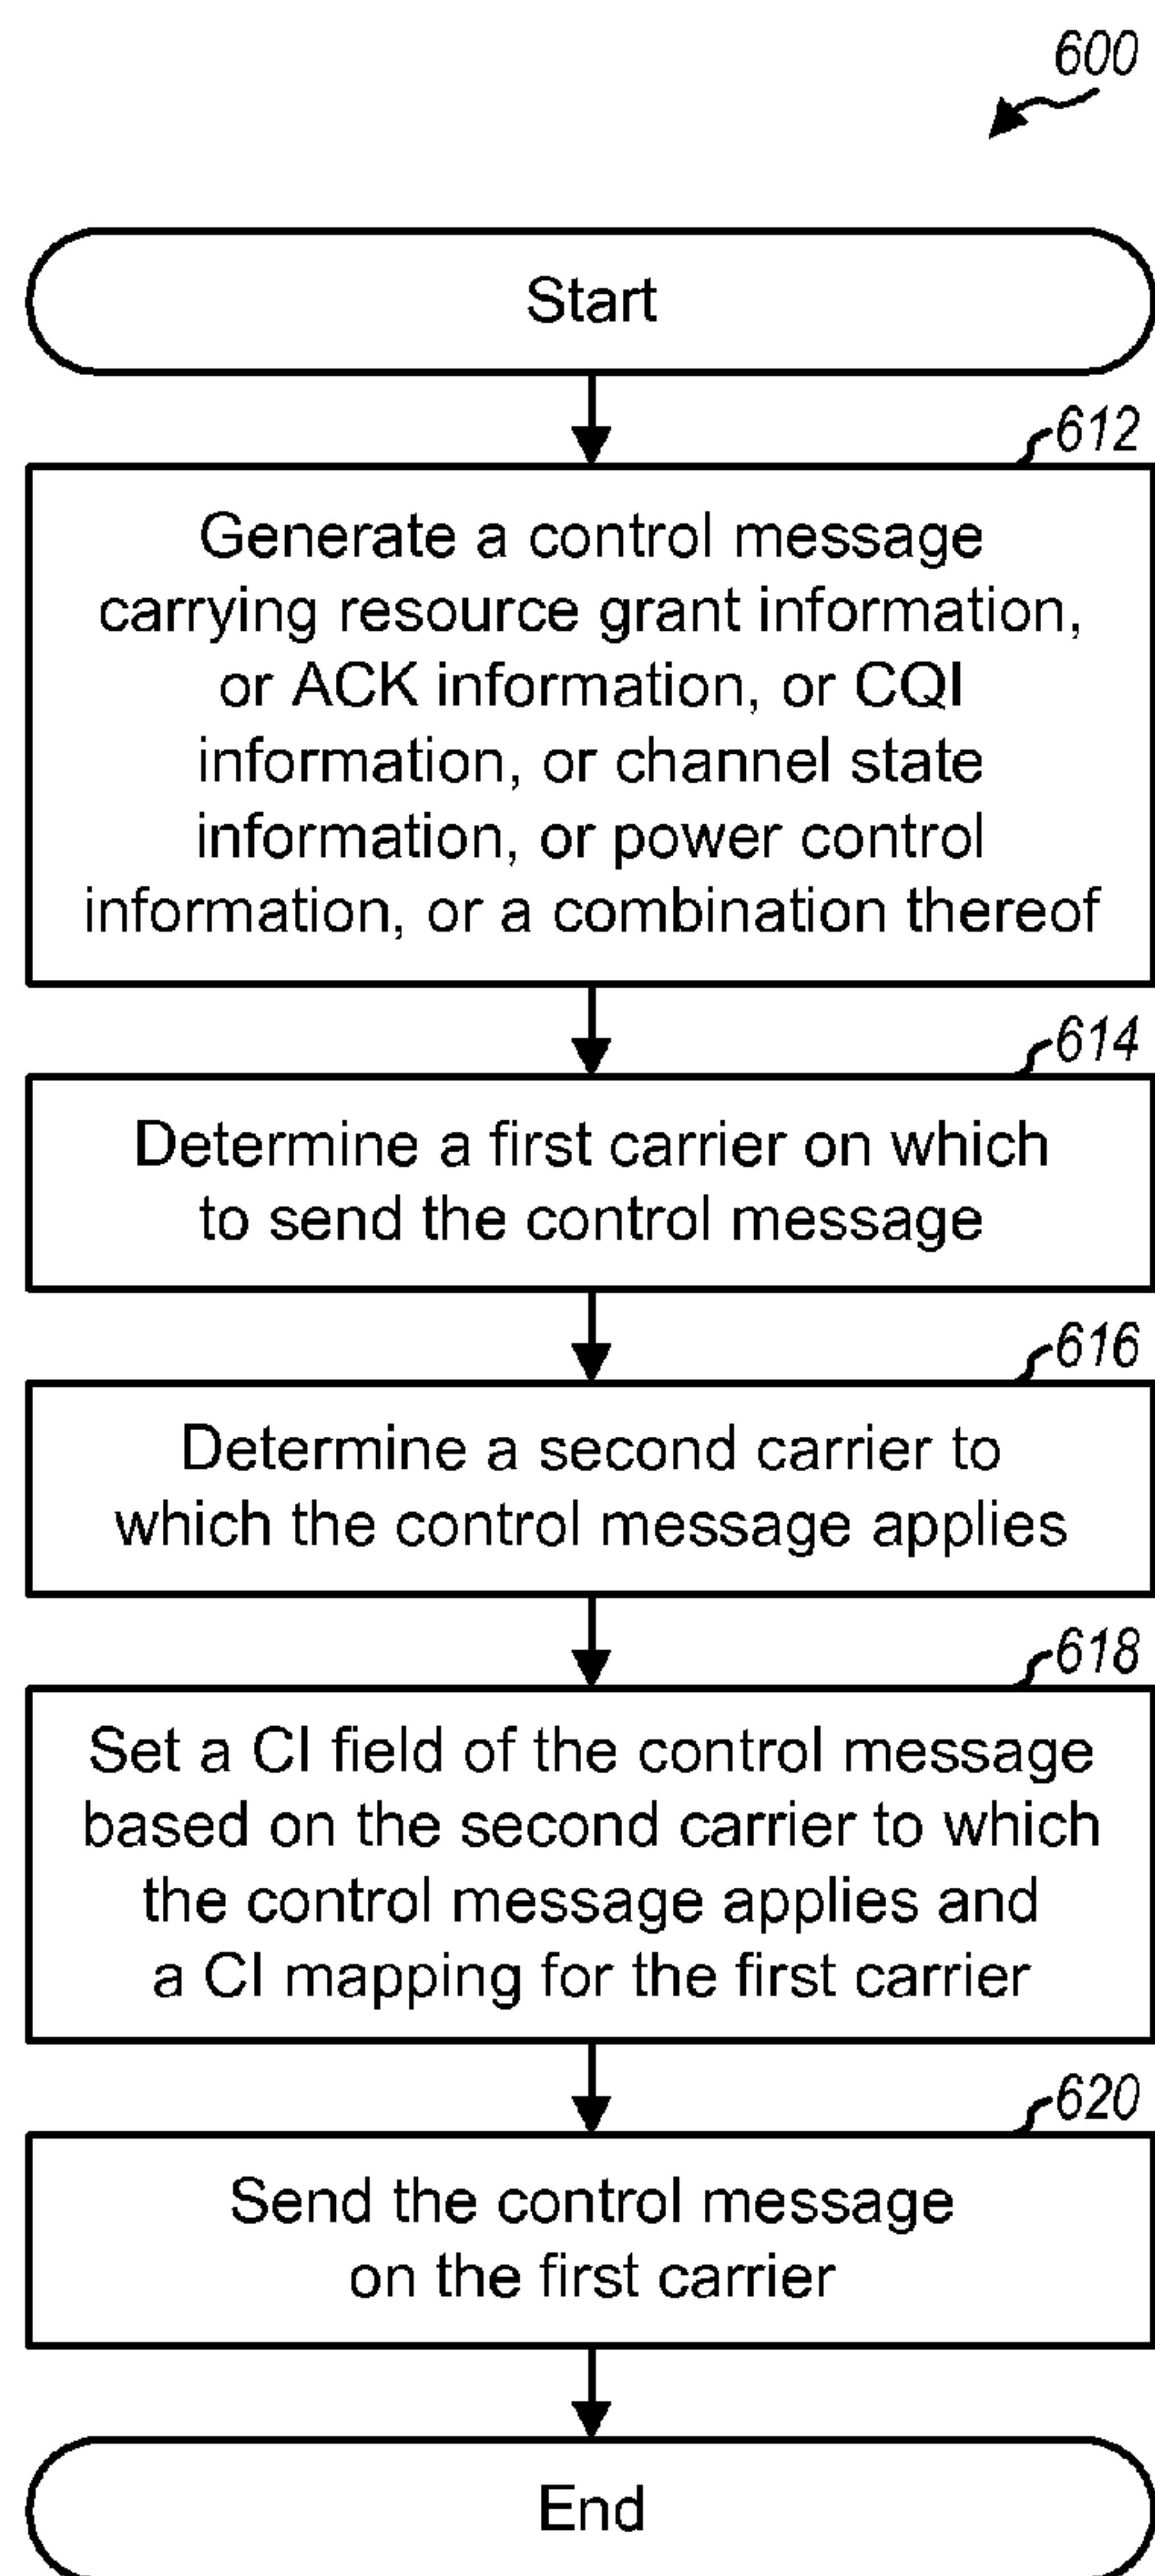 600
Start
612
Generate a control message
carrying resource grant information,
or ACK information, or CQI
information, or channel state
information, or power control
information, or a combination thereof
614
Determine a first carrier on which
to send the control message
616
Determine a second carrier to
which the control message applies
618
Set a CI field of the control message
based on the second carrier to which
the control message applies and
a CI mapping for the first carrier
620
Send the control message
on the first carrier
End